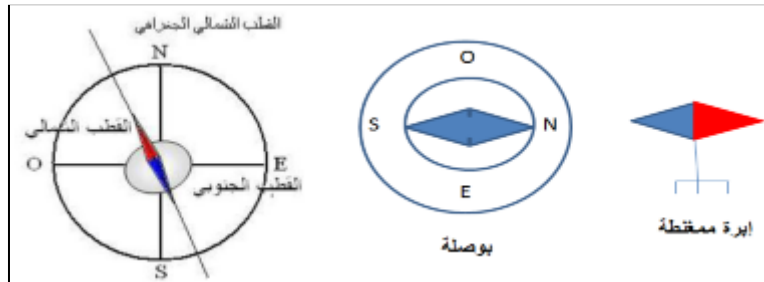 القطب الشمالي الجغرافي
N
القطب الشمالي
O
E
القطب الجنوبي
S
O
S
N
E
بوصلة
إبرة ممغنطة